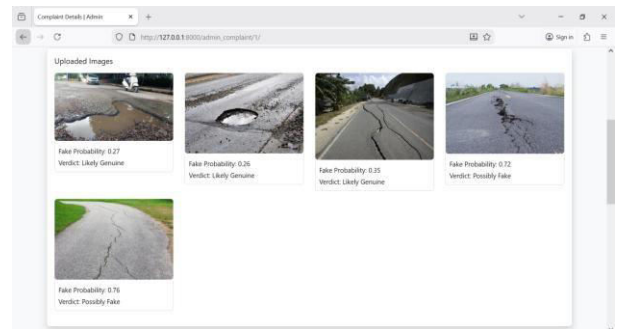 Complaint Details | Admin
http://127.0.0.1:8000/admin_complaint/1/
Sign in
Uploaded Images
Fake Probability: 0.27
Verdict: Likely Genuine
Fake Probability: 0.26
Verdict: Likely Genuine
Fake Probability: 0.35
Verdict: Likely Genuine
Fake Probability: 0.72
Verdict: Possibly Fake
Fake Probability: 0.76
Verdict: Possibly Fake